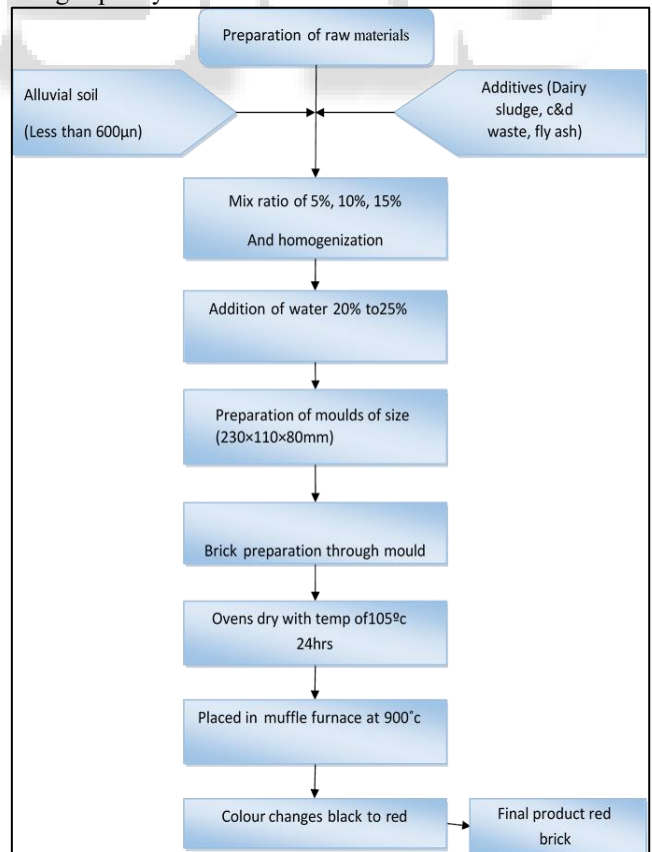 Preparation of raw materials
Alluvial soil
(Less than 600µn)
Additives (Dairy
sludge, c&d
waste, fly ash)
Mix ratio of 5%, 10%, 15%
And homogenization
Addition of water 20% to25%
Preparation of moulds of size
(230×110×80mm)
Brick preparation through mould
Ovens dry with temp of105ºc
24hrs
Placed in muffle furnace at 900˚c
Colour changes black to red
Final product red
brick